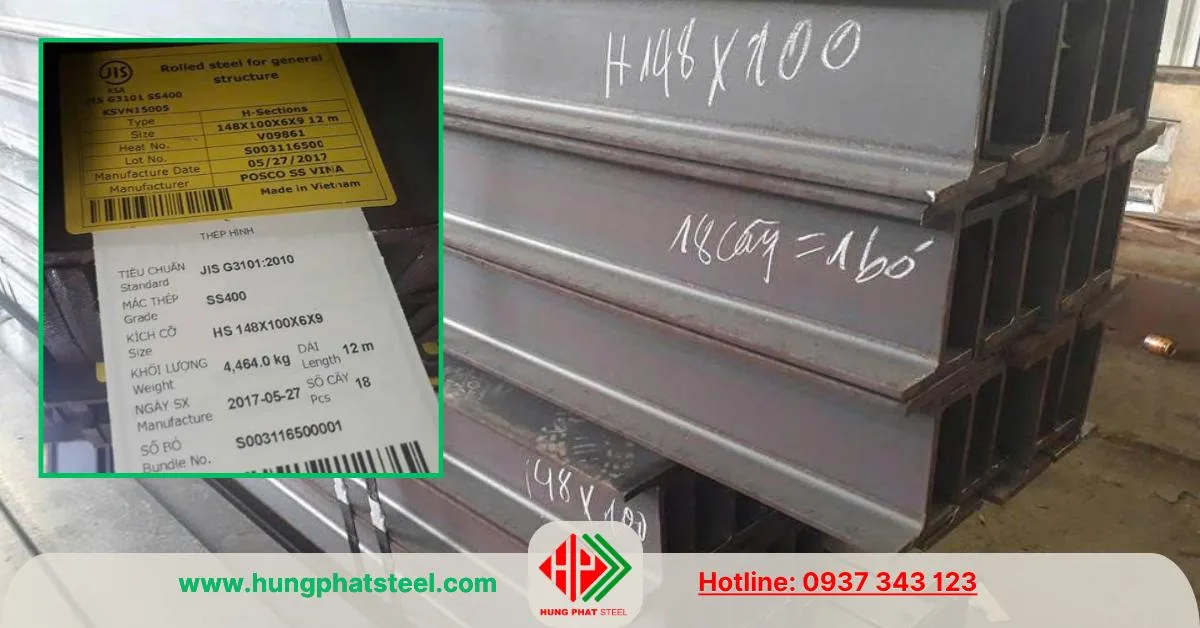 JIS
KSA
JIS G3101 SS400
KSVN15005
Rolled steel for general
structure
Type H-Sections
Size 148X100X6X9 12 m
Heat No. V09861
Lot No. S003116500
Manufacture Date 05/27/2017
Manufacturer POSCO SS VINA
Made in Vietnam
THÉP HÌNH
TIÊU CHUẨN JIS G3101:2010
Standard
MÁC THÉP SS400
Grade
KÍCH CỠ HS 148X100X6X9
Size
KHỐI LƯỢNG 4,464.0 kg DÀI 12 m
Weight Length
NGÀY SX 2017-05-27 SỐ CÂY 18
Manufacture Pcs
SỐ BÓ S003116500001
Bundle No.
H148X100
18 Cây = 1 bó
148X100
www.hungphatsteel.com
HP
HUNG PHAT STEEL
Hotline: 0937 343 123